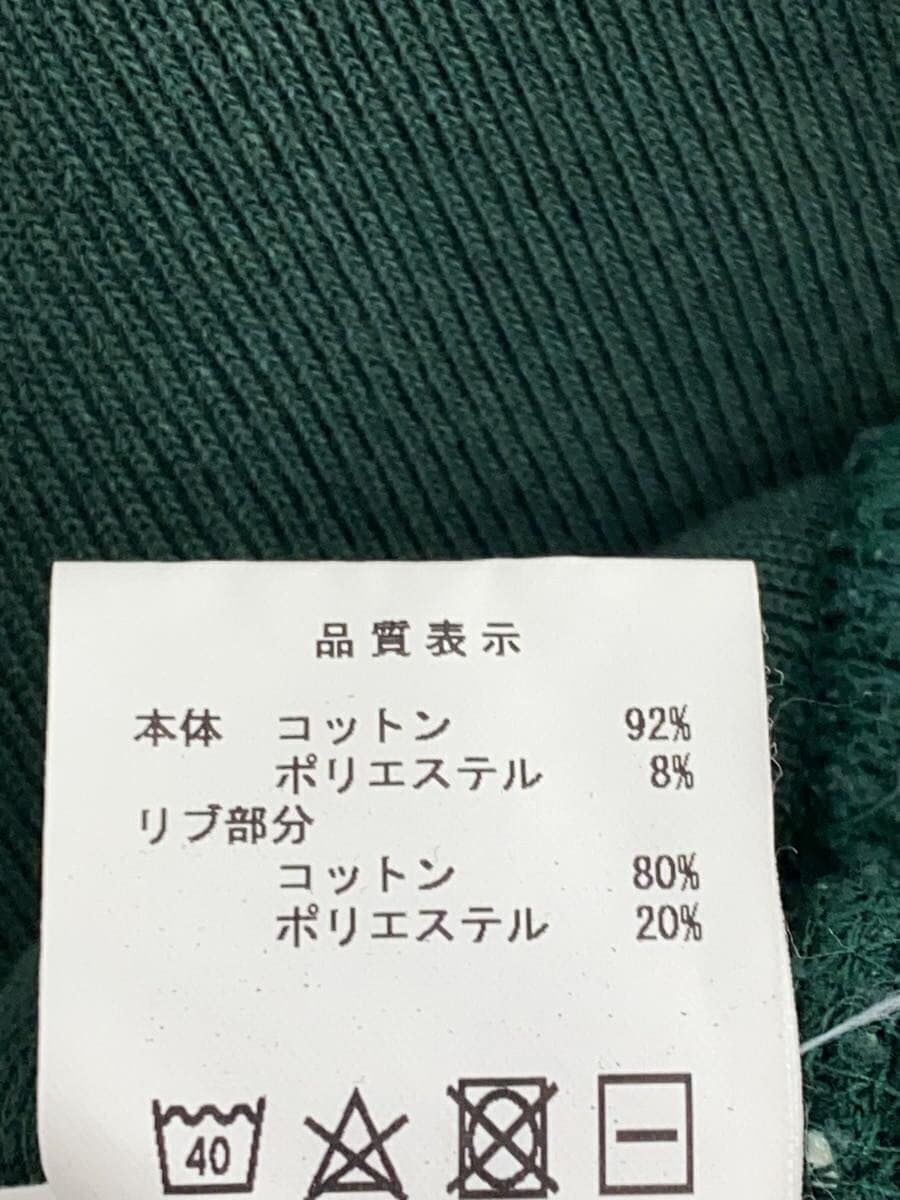 品質表示
本体 コットン 92%
ポリエステル 8%
リブ部分
コットン 80%
ポリエステル 20%
40